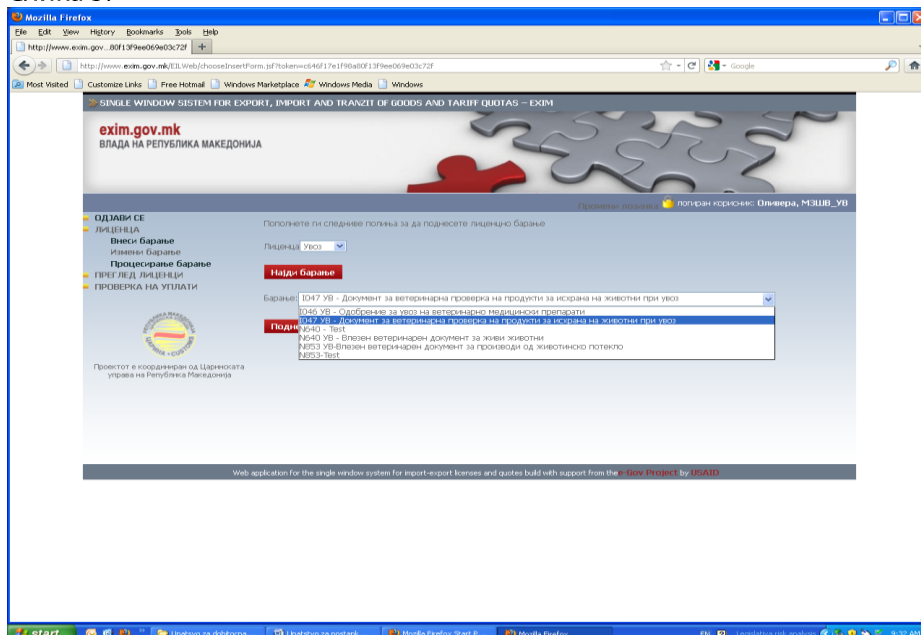 Mozilla Firefox
File Edit View History Bookmarks Tools Help
http://www.exim.gov...80f13f9ee069e03c72f
http://www.exim.gov.mk/EILWeb/chooseInsertForm.jsf?token=c646f17e1f98a80f13f9ee069e03c72f
Google
Most Visited Customize Links Free Hotmail Windows Marketplace Windows Media Windows
SINGLE WINDOW SISTEM FOR EXPORT, IMPORT AND TRANZIT OF GOODS AND TARIFF QUOTAS – EXIM
exim.gov.mk
ВЛАДА НА РЕПУБЛИКА МАКЕДОНИЈА
логиран корисник: Оливера, МЗШВ_УВ
ОДЈАВИ СЕ
ЛИЦЕНЦА
Внеси барање
Измени барање
Процесирање барање
ПРЕГЛЕД ЛИЦЕНЦИ
ПРОВЕРКА НА УПЛАТИ
Проектот е координиран од Царинската
управа на Република Македонија
Пополнете ги следниве полиња за да поднесете лиценцно барање
Лиценца Увоз
Најди барање
Барање: I047 УВ - Документ за ветеринарна проверка на продукти за исхрана на животни при увоз
I046 УВ - Одобрение за увоз на ветеринарно медицински препарати
I047 УВ - Документ за ветеринарна проверка на продукти за исхрана на животни при увоз
N640 - Test
N640 УВ - Влезен ветеринарен документ за живи животни
N853 УВ-Влезен ветеринарен документ за производи од животинско потекло
N853-Test
Web application for the single window system for import-export licenses and quotes build with support from the e-Gov Project by USAID
start
Mozilla Firefox Start P...
Mozilla Firefox
EN
Legislativa risk analysis
9:32 AM